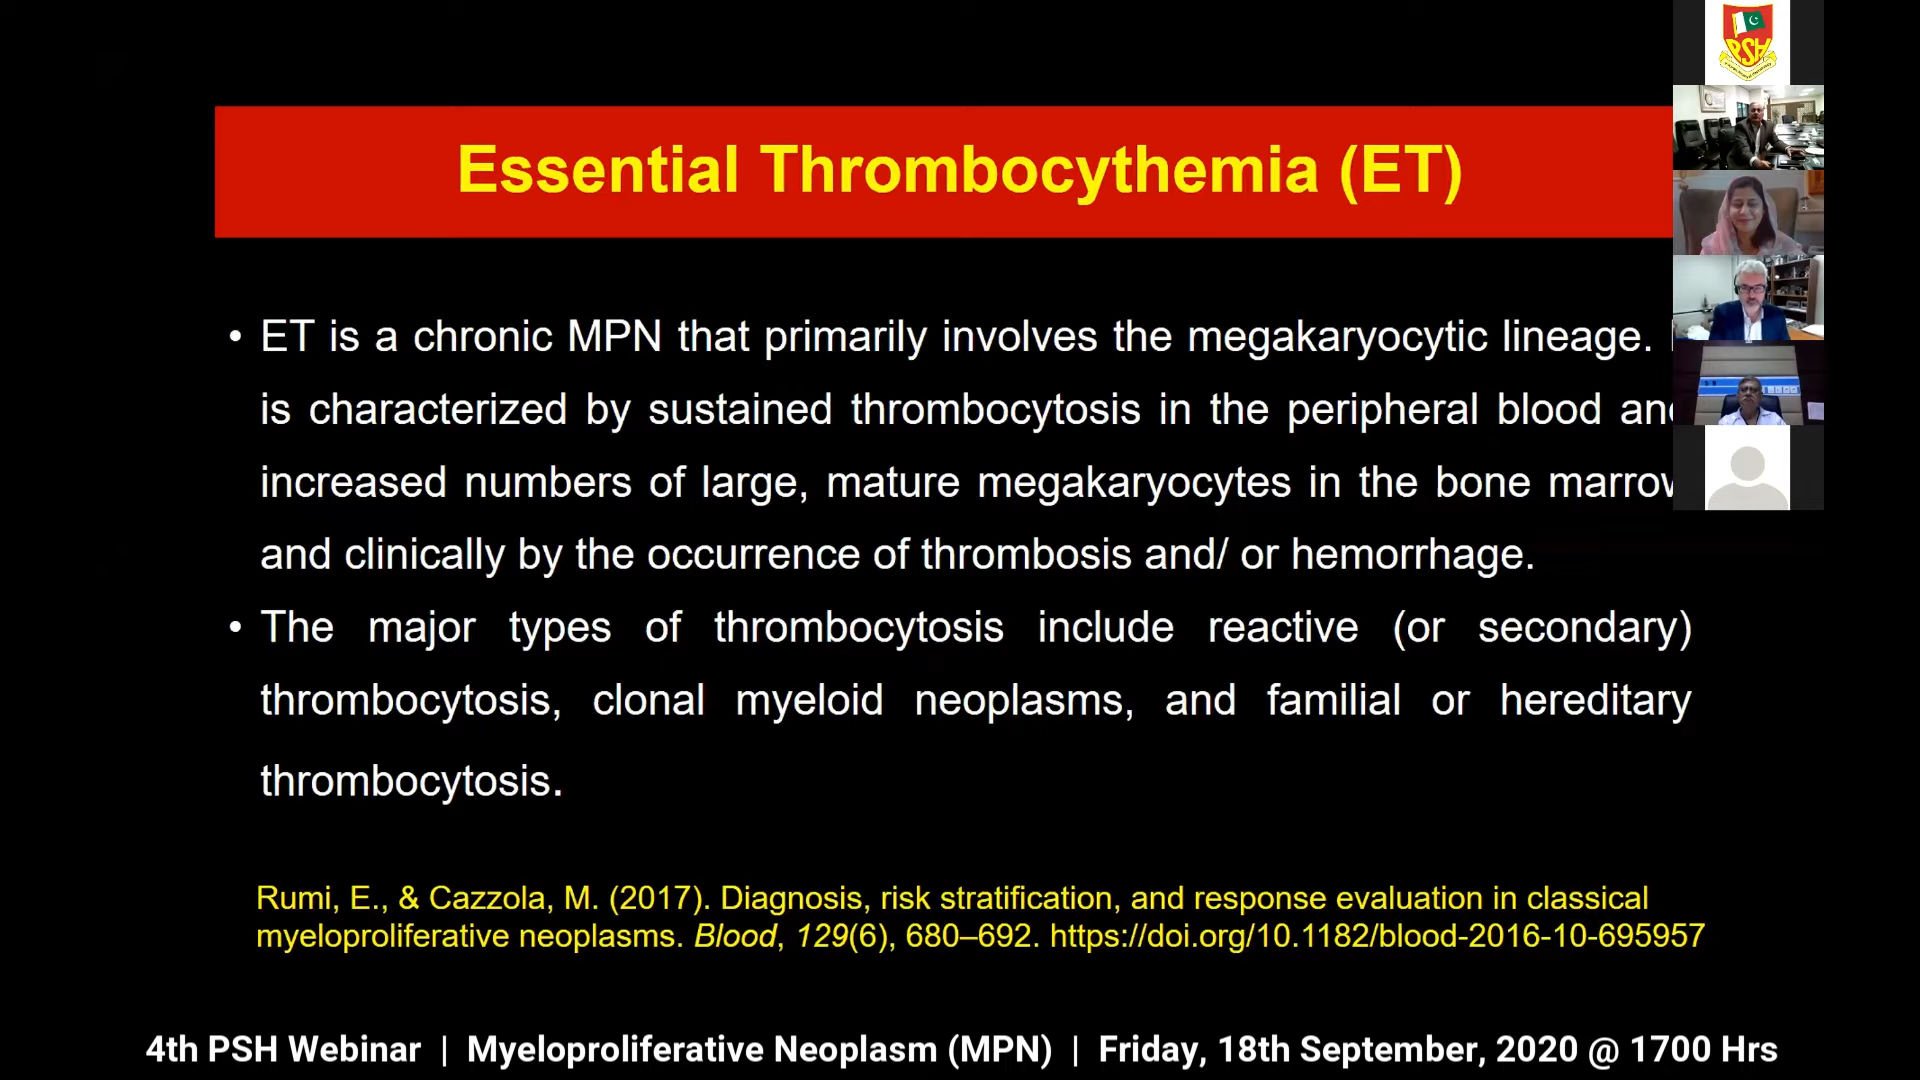 PSH
Essential Thrombocythemia (ET)
• ET is a chronic MPN that primarily involves the megakaryocytic lineage.
is characterized by sustained thrombocytosis in the peripheral blood and
increased numbers of large, mature megakaryocytes in the bone marrow
and clinically by the occurrence of thrombosis and/ or hemorrhage.
• The major types of thrombocytosis include reactive (or secondary)
thrombocytosis, clonal myeloid neoplasms, and familial or hereditary
thrombocytosis.
Rumi, E., & Cazzola, M. (2017). Diagnosis, risk stratification, and response evaluation in classical
myeloproliferative neoplasms. Blood, 129(6), 680–692. https://doi.org/10.1182/blood-2016-10-695957
4th PSH Webinar | Myeloproliferative Neoplasm (MPN) | Friday, 18th September, 2020 @ 1700 Hrs